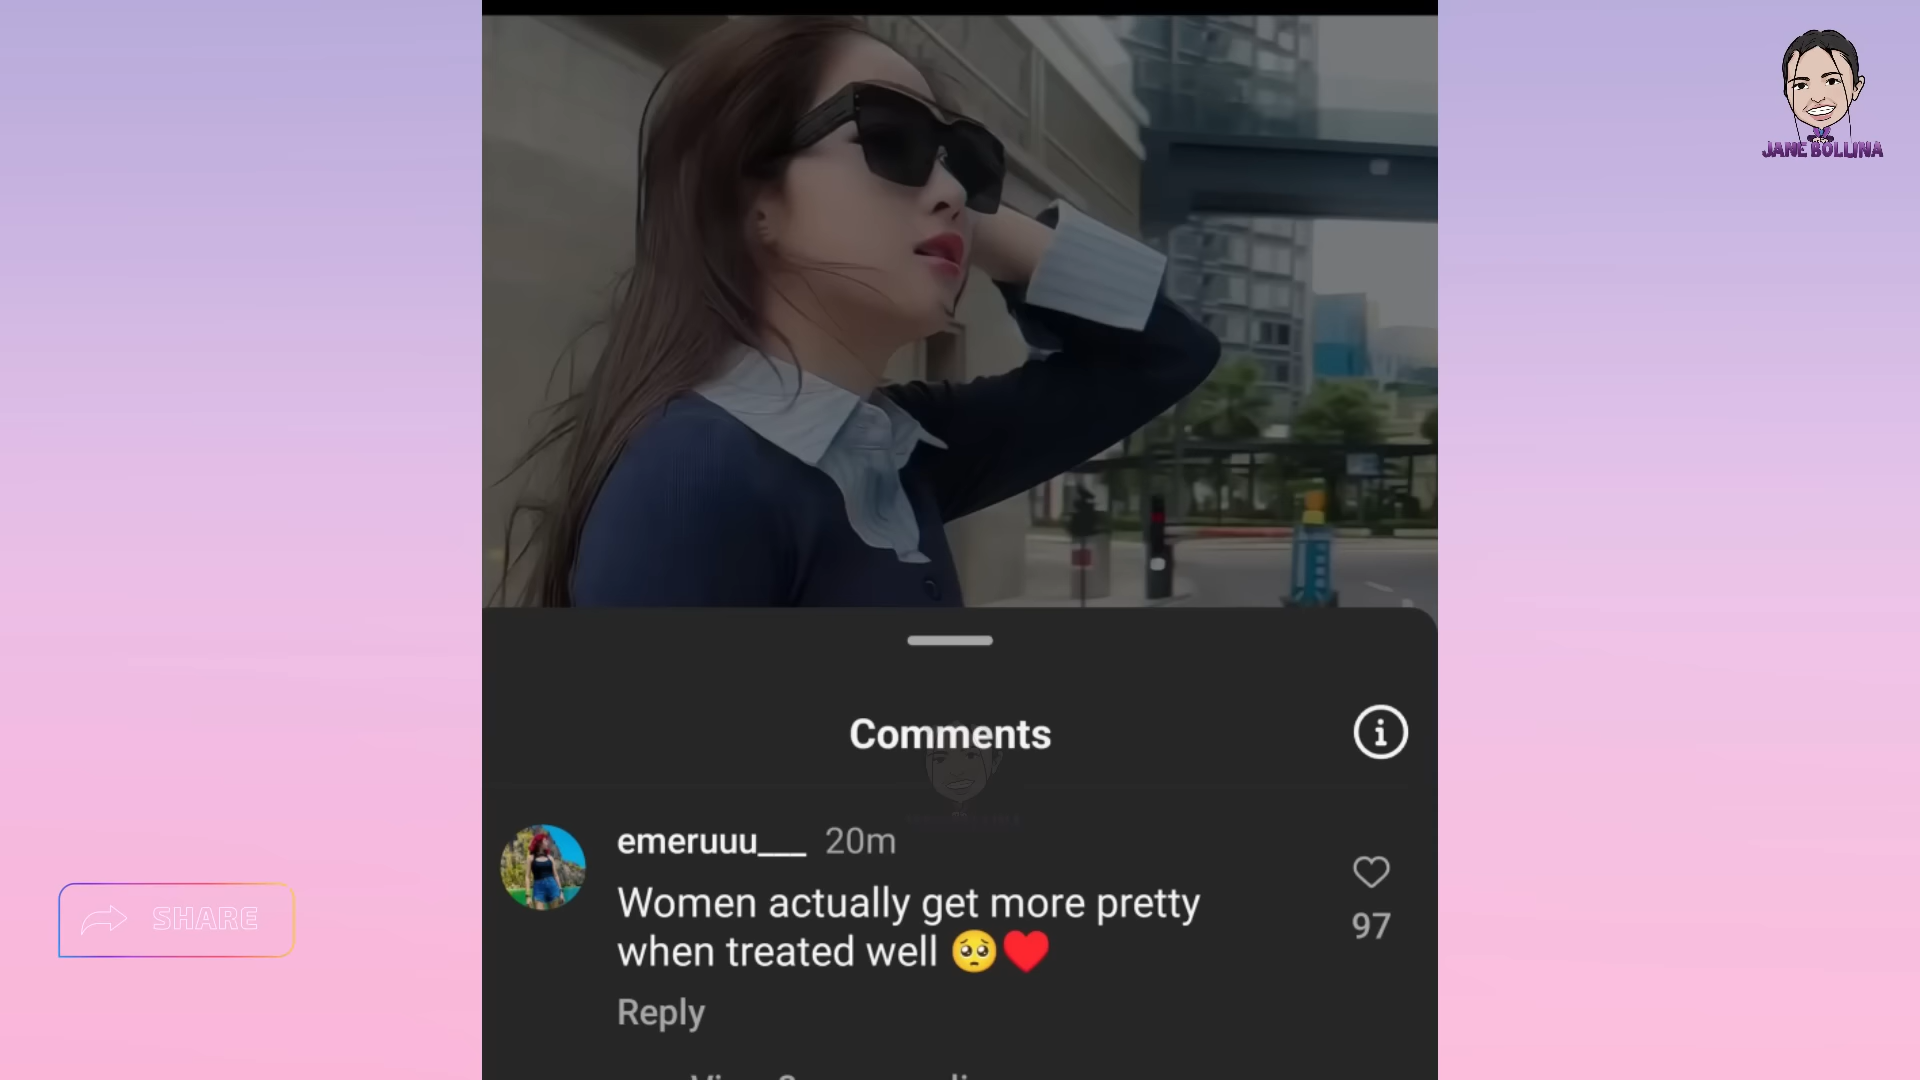 JANE BOLLINA
Comments
emeruuu___ 20m
Women actually get more pretty
when treated well 🥺♥️
97
Reply
SHARE